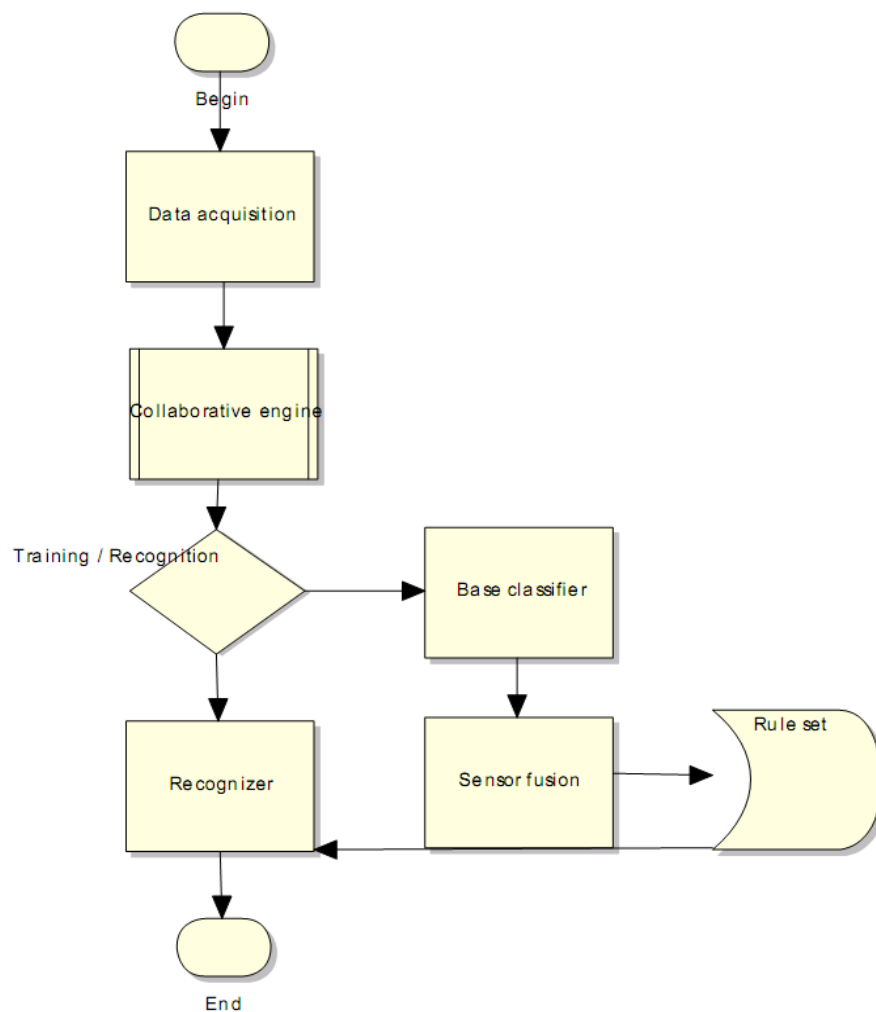 Begin
Data acquisition
Collaborative engine
Training / Recognition
Base classifier
Rule set
Recognizer
Sensor fusion
End